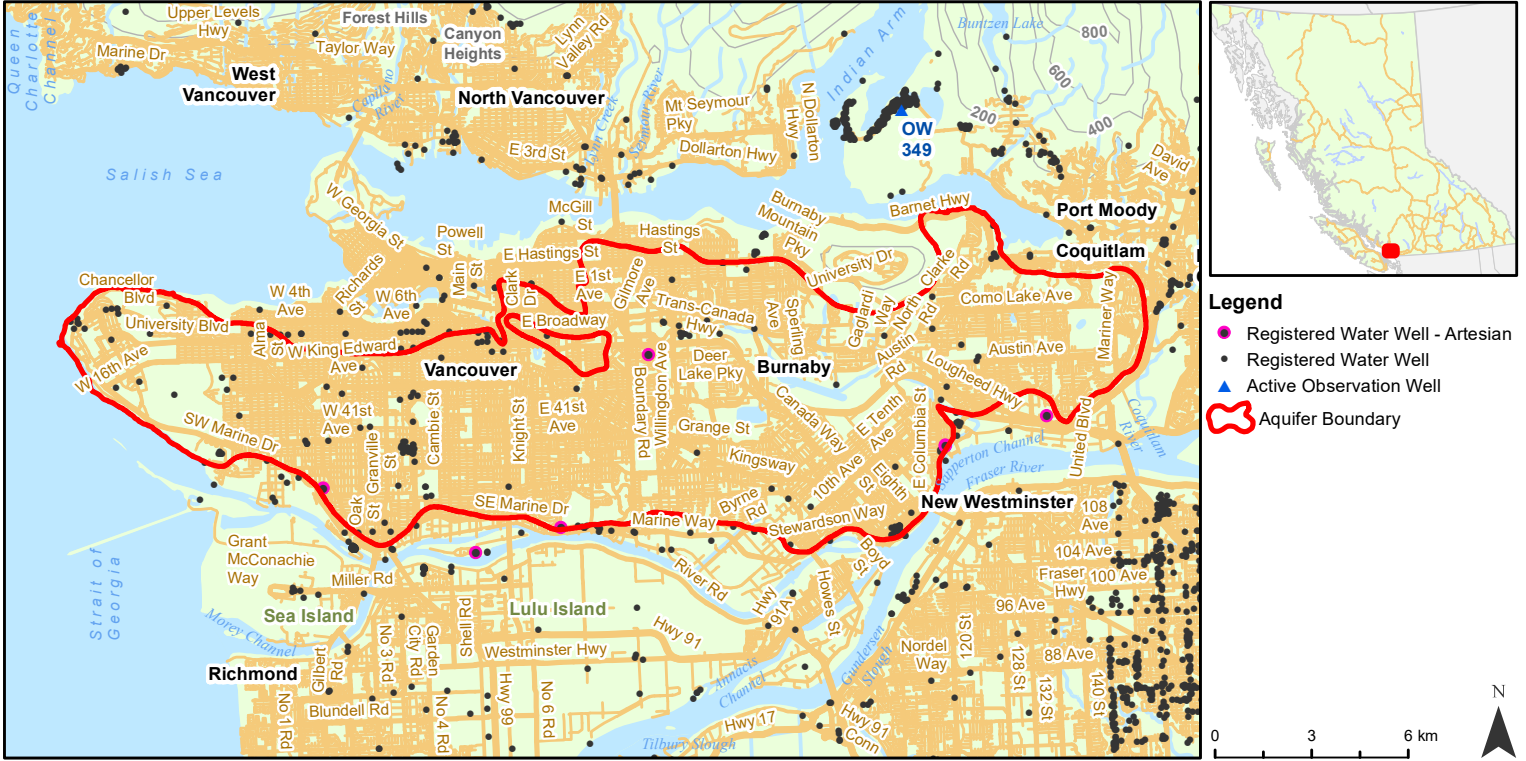 Upper Levels
Hwy
Forest Hills
Taylor Way
Canyon
Heights
Lynn
Valley Rd
Marine Dr
Queen
Charlotte
Channel
West
Vancouver
Capilano
River
North Vancouver
Lynn Creek
Seymour River
Mt Seymour
Pky
Dollarton Hwy
N Dollarton
Hwy
E 3rd St
Indian Arm
Buntzen Lake
800
600
400
200
OW
349
David
Ave
Salish Sea
W Georgia St
McGill
St
Powell
St
Hastings
St
E Hastings St
Burnaby
Mountain
Pky
Barnet Hwy
Port Moody
Coquitlam
University Dr
Clarke
Rd
Chancellor
Blvd
University Blvd
W 4th
Ave
Richards
St
W 6th
Ave
Main
St
Clark
Dr
E 1st
Ave
Gilmore
Ave
E Broadway
Trans-Canada
Hwy
Sperling
Ave
Gaglardi
Way
North
Rd
Como Lake Ave
Mariner Way
Alma
St
W King Edward
Ave
W 16th Ave
Vancouver
Boundary Rd
Willingdon Ave
Deer
Lake Pky
Burnaby
Austin
Rd
Austin Ave
Lougheed Hwy
SW Marine Dr
W 41st
Ave
Granville
St
Cambie St
Knight St
E 41st
Ave
Grange St
Kingsway
Canada Way
E Tenth
Ave
E Columbia St
10th Ave
Eighth
St
Sapperton Channel
Fraser River
United Blvd
Coquitlam
River
Oak
St
SE Marine Dr
Marine Way
Byrne
Rd
Stewardson Way
New Westminster
108
Ave
Boyd
St
104 Ave
Fraser
Hwy
100 Ave
96 Ave
Strait of
Georgia
Grant
McConachie
Way
Miller Rd
Sea Island
Morey Channel
Richmond
Lulu Island
River Rd
Hwy
91A
Howes St
Hwy 91
Shell Rd
Westminster Hwy
Garden
City Rd
No 3 Rd
Gilbert
Rd
No 1 Rd
Blundell Rd
No 4 Rd
Hwy 99
No 6 Rd
Annacis
Channel
Gundersen
Slough
Nordel
Way
120 St
88 Ave
128 St
132 St
140 St
Hwy 17
Hwy 91
Conn
Tilbury Slough
Legend
Registered Water Well - Artesian
Registered Water Well
Active Observation Well
Aquifer Boundary
N
0 3 6 km